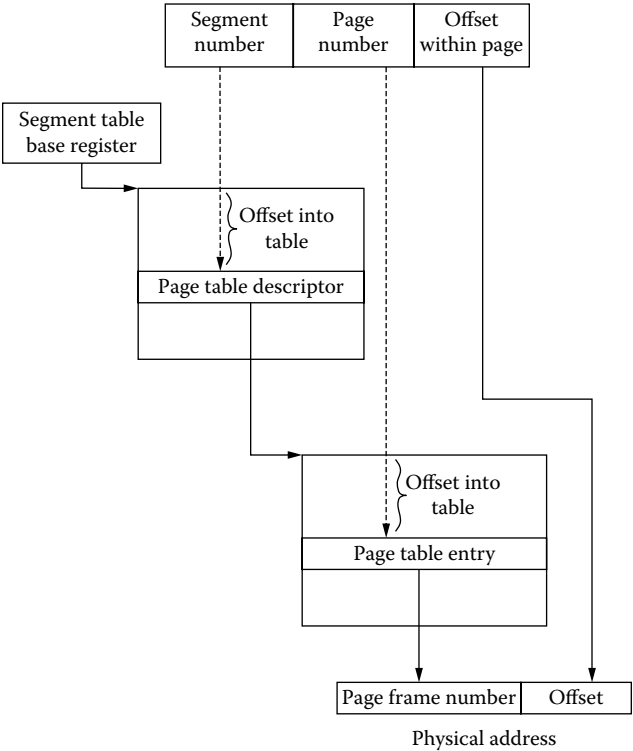 Segment
number
Page
number
Offset
within page
Segment table
base register
Offset into
table
Page table descriptor
Offset into
table
Page table entry
Page frame number
Offset
Physical address